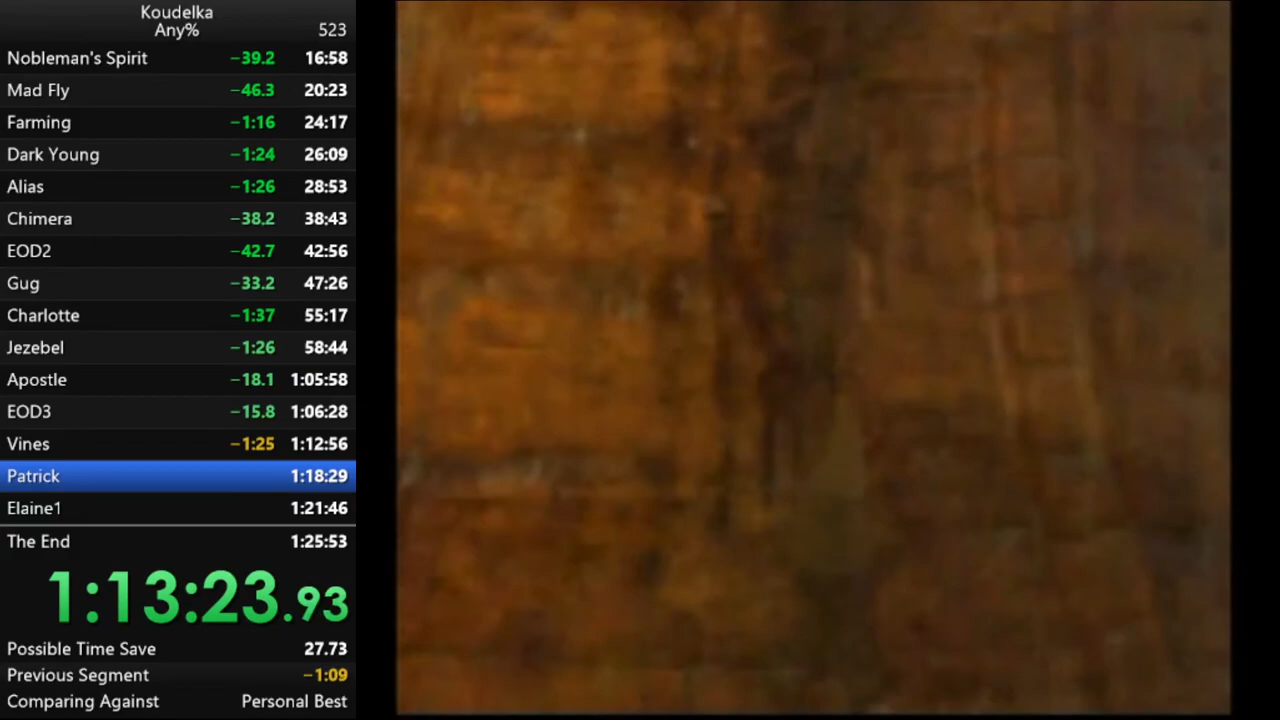 Koudelka
Any% 523
Nobleman's Spirit −39.2 16:58
Mad Fly −46.3 20:23
Farming −1:16 24:17
Dark Young −1:24 26:09
Alias −1:26 28:53
Chimera −38.2 38:43
EOD2 −42.7 42:56
Gug −33.2 47:26
Charlotte −1:37 55:17
Jezebel −1:26 58:44
Apostle −18.1 1:05:58
EOD3 −15.8 1:06:28
Vines −1:25 1:12:56
Patrick 1:18:29
Elaine1 1:21:46
The End 1:25:53
1:13:23.93
Possible Time Save 27.73
Previous Segment −1:09
Comparing Against Personal Best